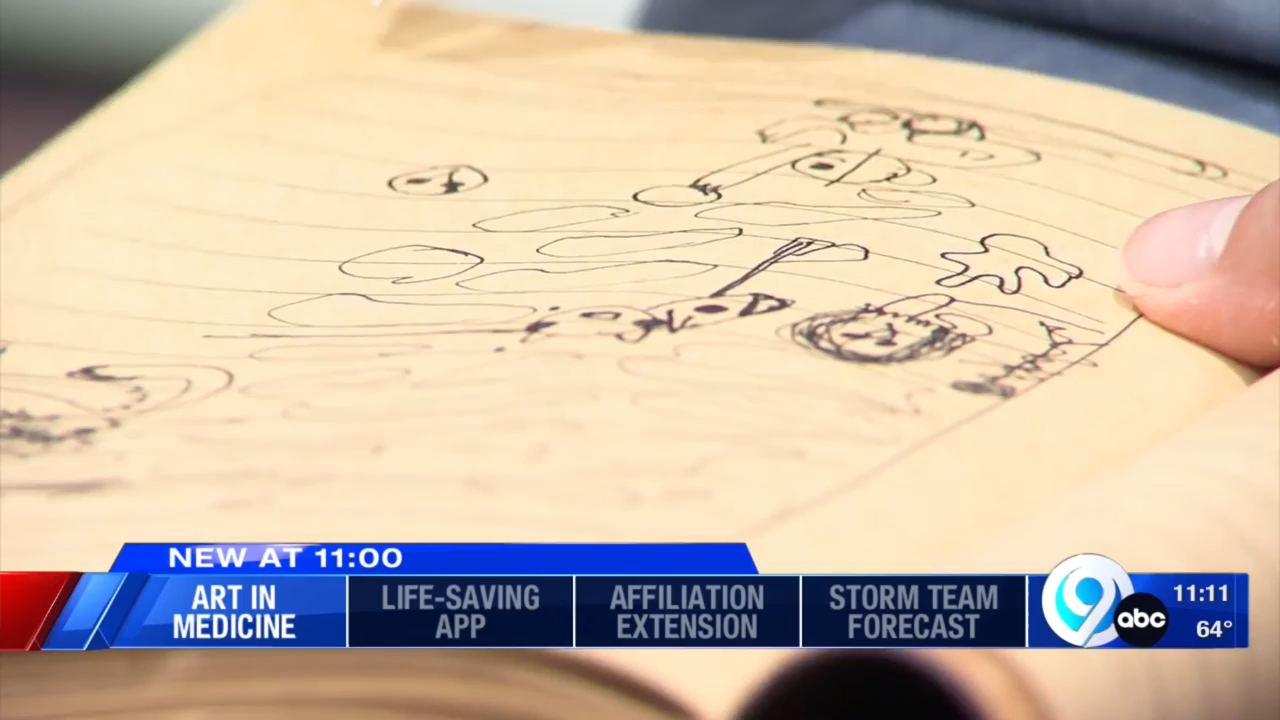 NEW AT 11:00
ART IN
MEDICINE
LIFE-SAVING
APP
AFFILIATION
EXTENSION
STORM TEAM
FORECAST
9
abc
11:11
64°